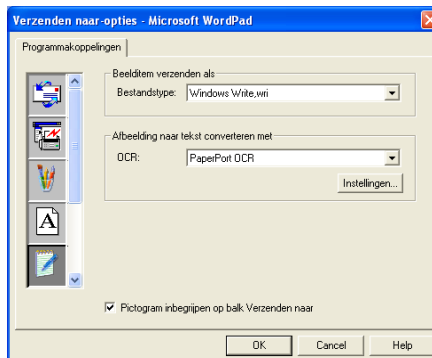 Verzenden naar-opties - Microsoft WordPad
Programmakoppelingen
Beelditem verzenden als
Bestandstype: Windows Write,wri
Afbeelding naar tekst converteren met
OCR: PaperPort OCR
Instellingen...
A
Pictogram inbegrijpen op balk Verzenden naar
OK Cancel Help